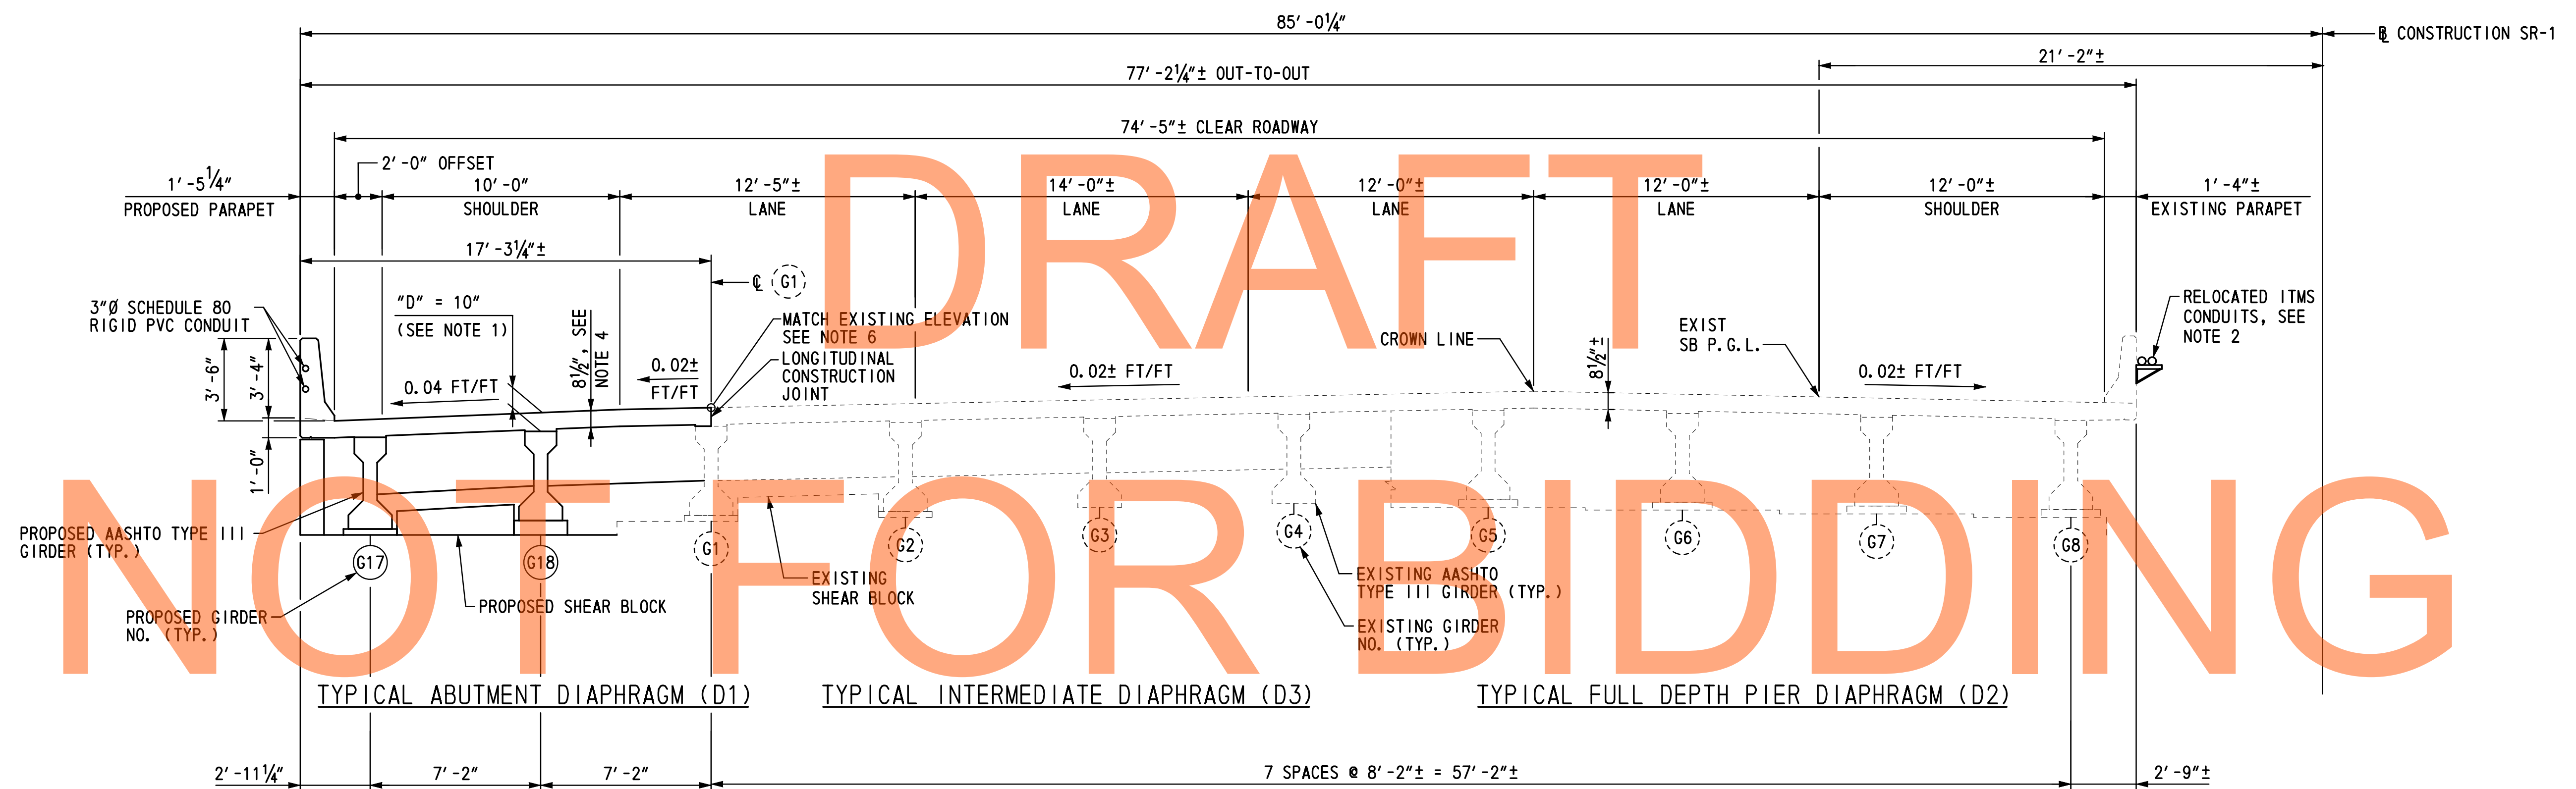 85'-0¼"
℄ CONSTRUCTION SR-1
21'-2"±
77'-2¼"± OUT-TO-OUT
74'-5"± CLEAR ROADWAY
2'-0" OFFSET
1'-5¼"
PROPOSED PARAPET
10'-0"
SHOULDER
12'-5"±
LANE
14'-0"±
LANE
12'-0"±
LANE
12'-0"±
LANE
12'-0"±
SHOULDER
1'-4"±
EXISTING PARAPET
17'-3¼"±
℄ G1
3"Ø SCHEDULE 80
RIGID PVC CONDUIT
"D" = 10"
(SEE NOTE 1)
8½", SEE
NOTE 4
MATCH EXISTING ELEVATION
SEE NOTE 6
LONGITUDINAL
CONSTRUCTION
JOINT
0.02±
FT/FT
0.04 FT/FT
3'-6"
3'-4"
1'-0"
0.02± FT/FT
CROWN LINE
8½"±
EXIST
SB P.G.L.
0.02± FT/FT
RELOCATED ITMS
CONDUITS, SEE
NOTE 2
DRAFT
NOT FOR BIDDING
PROPOSED AASHTO TYPE III
GIRDER (TYP.)
G17
G18
G1
G2
G3
G4
G5
G6
G7
G8
PROPOSED GIRDER
NO. (TYP.)
PROPOSED SHEAR BLOCK
EXISTING
SHEAR BLOCK
EXISTING AASHTO
TYPE III GIRDER (TYP.)
EXISTING GIRDER
NO. (TYP.)
TYPICAL ABUTMENT DIAPHRAGM (D1)
TYPICAL INTERMEDIATE DIAPHRAGM (D3)
TYPICAL FULL DEPTH PIER DIAPHRAGM (D2)
2'-11¼"
7'-2"
7'-2"
7 SPACES @ 8'-2"± = 57'-2"±
2'-9"±